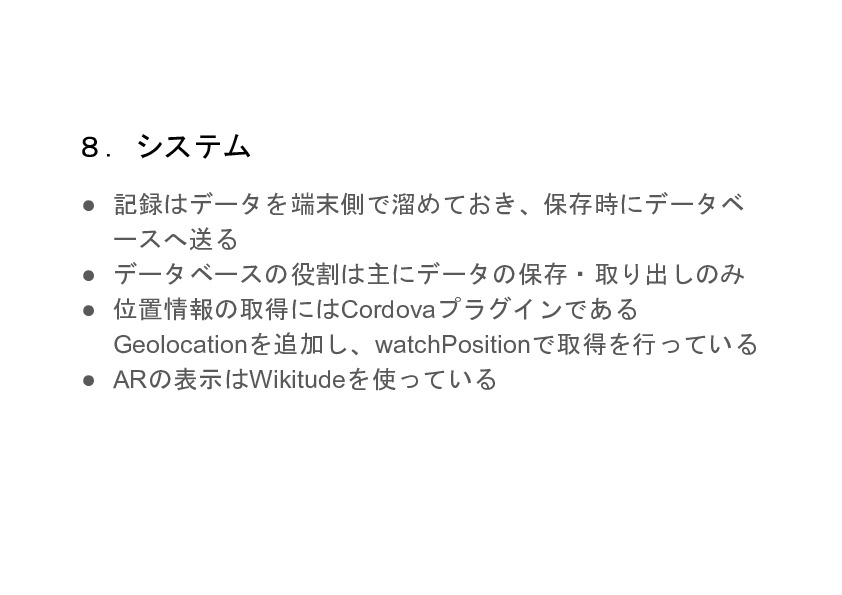 ８．システム
● 記録はデータを端末側で溜めておき、保存時にデータベ
ースへ送る
● データベースの役割は主にデータの保存・取り出しのみ
● 位置情報の取得にはCordovaプラグインである
Geolocationを追加し、watchPositionで取得を行っている
● ARの表示はWikitudeを使っている